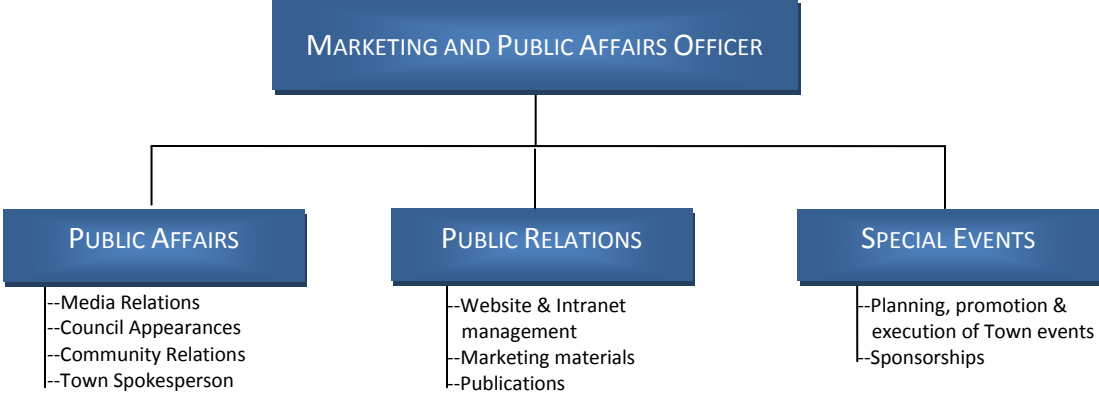 MARKETING AND PUBLIC AFFAIRS OFFICER
PUBLIC AFFAIRS
--Media Relations
--Council Appearances
--Community Relations
--Town Spokesperson
PUBLIC RELATIONS
--Website & Intranet
management
--Marketing materials
--Publications
SPECIAL EVENTS
--Planning, promotion &
execution of Town events
--Sponsorships